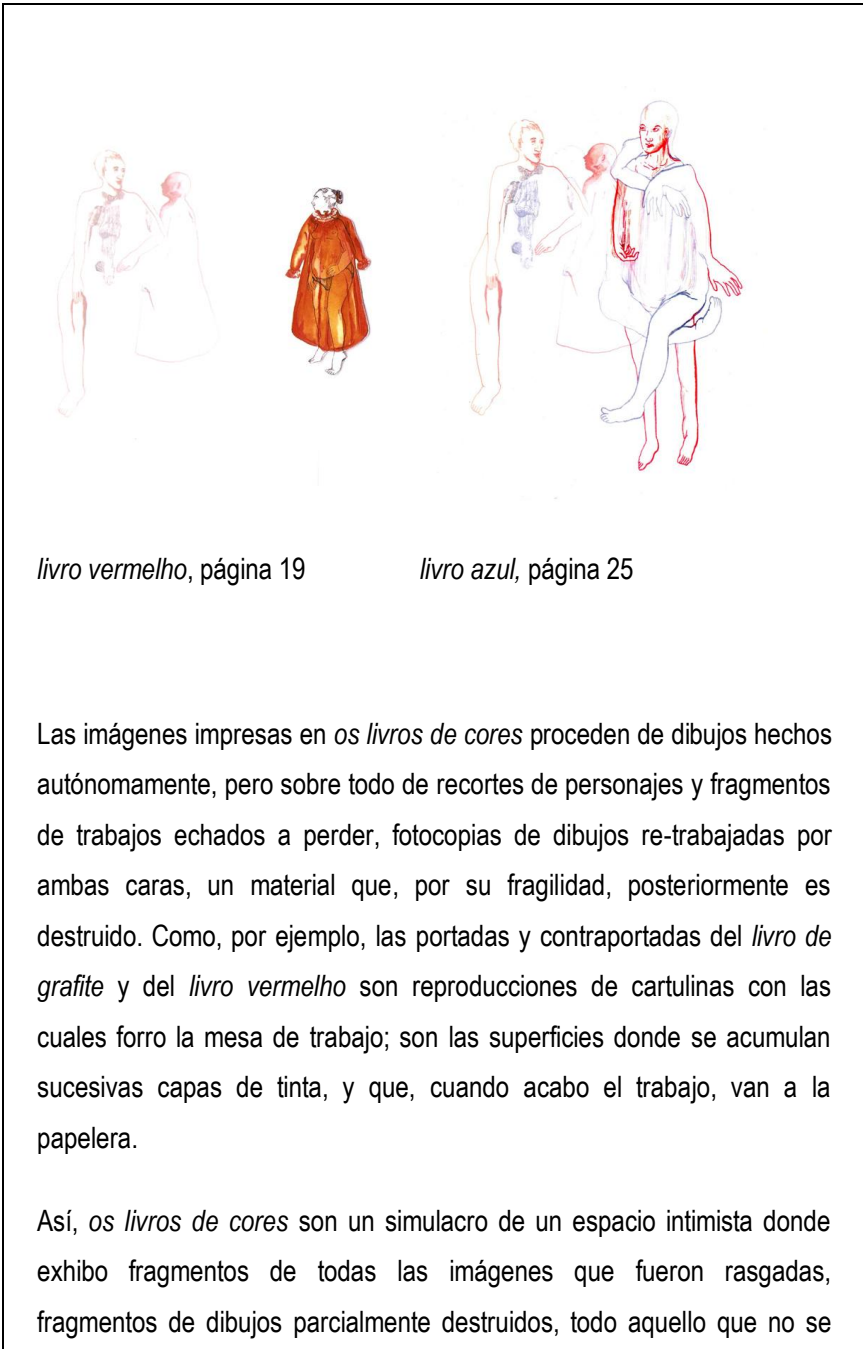 livro vermelho, página 19 livro azul, página 25
Las imágenes impresas en os livros de cores proceden de dibujos hechos
autónomamente, pero sobre todo de recortes de personajes y fragmentos
de trabajos echados a perder, fotocopias de dibujos re-trabajadas por
ambas caras, un material que, por su fragilidad, posteriormente es
destruido. Como, por ejemplo, las portadas y contraportadas del livro de
grafite y del livro vermelho son reproducciones de cartulinas con las
cuales forro la mesa de trabajo; son las superficies donde se acumulan
sucesivas capas de tinta, y que, cuando acabo el trabajo, van a la
papelera.
Así, os livros de cores son un simulacro de un espacio intimista donde
exhibo fragmentos de todas las imágenes que fueron rasgadas,
fragmentos de dibujos parcialmente destruidos, todo aquello que no se